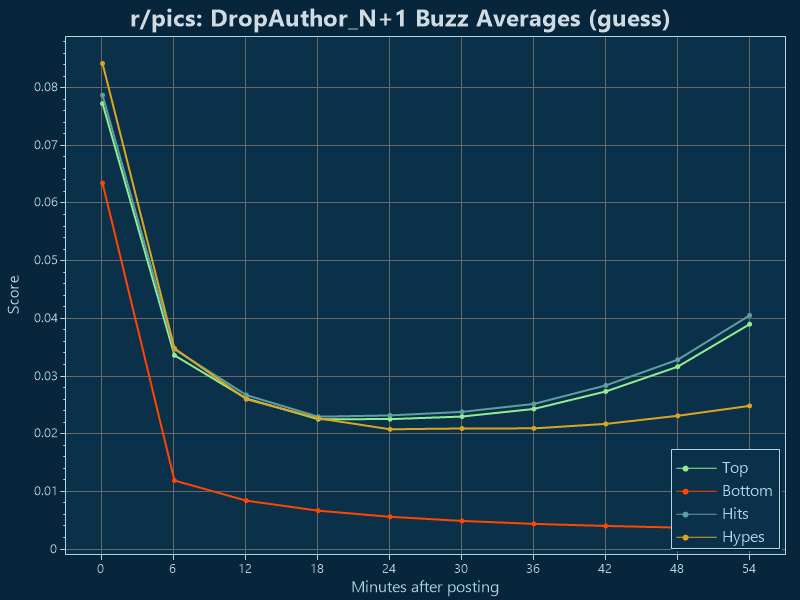 r/pics: DropAuthor_N+1 Buzz Averages (guess)
Score
0.08
0.07
0.06
0.05
0.04
0.03
0.02
0.01
0
Top
Bottom
Hits
Hypes
0 6 12 18 24 30 36 42 48 54
Minutes after posting